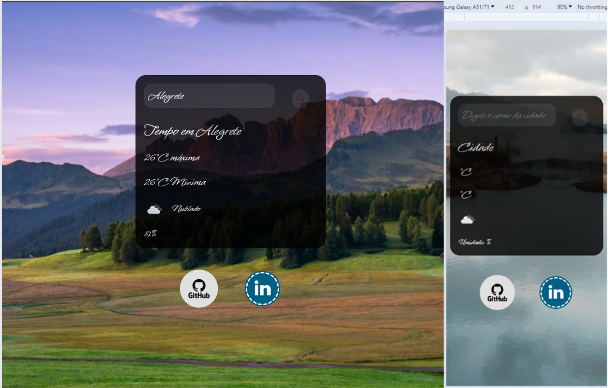 Alegrete
Tempo em Alegrete
26°C máxima
26°C Mínima
Nublado
GitHub
in
sung Galaxy A51/71 ▼ 412 × 914 90% ▼ No throttling
Digite o nome da cidade
Cidade
°C
°C
Umidade: %
GitHub
in